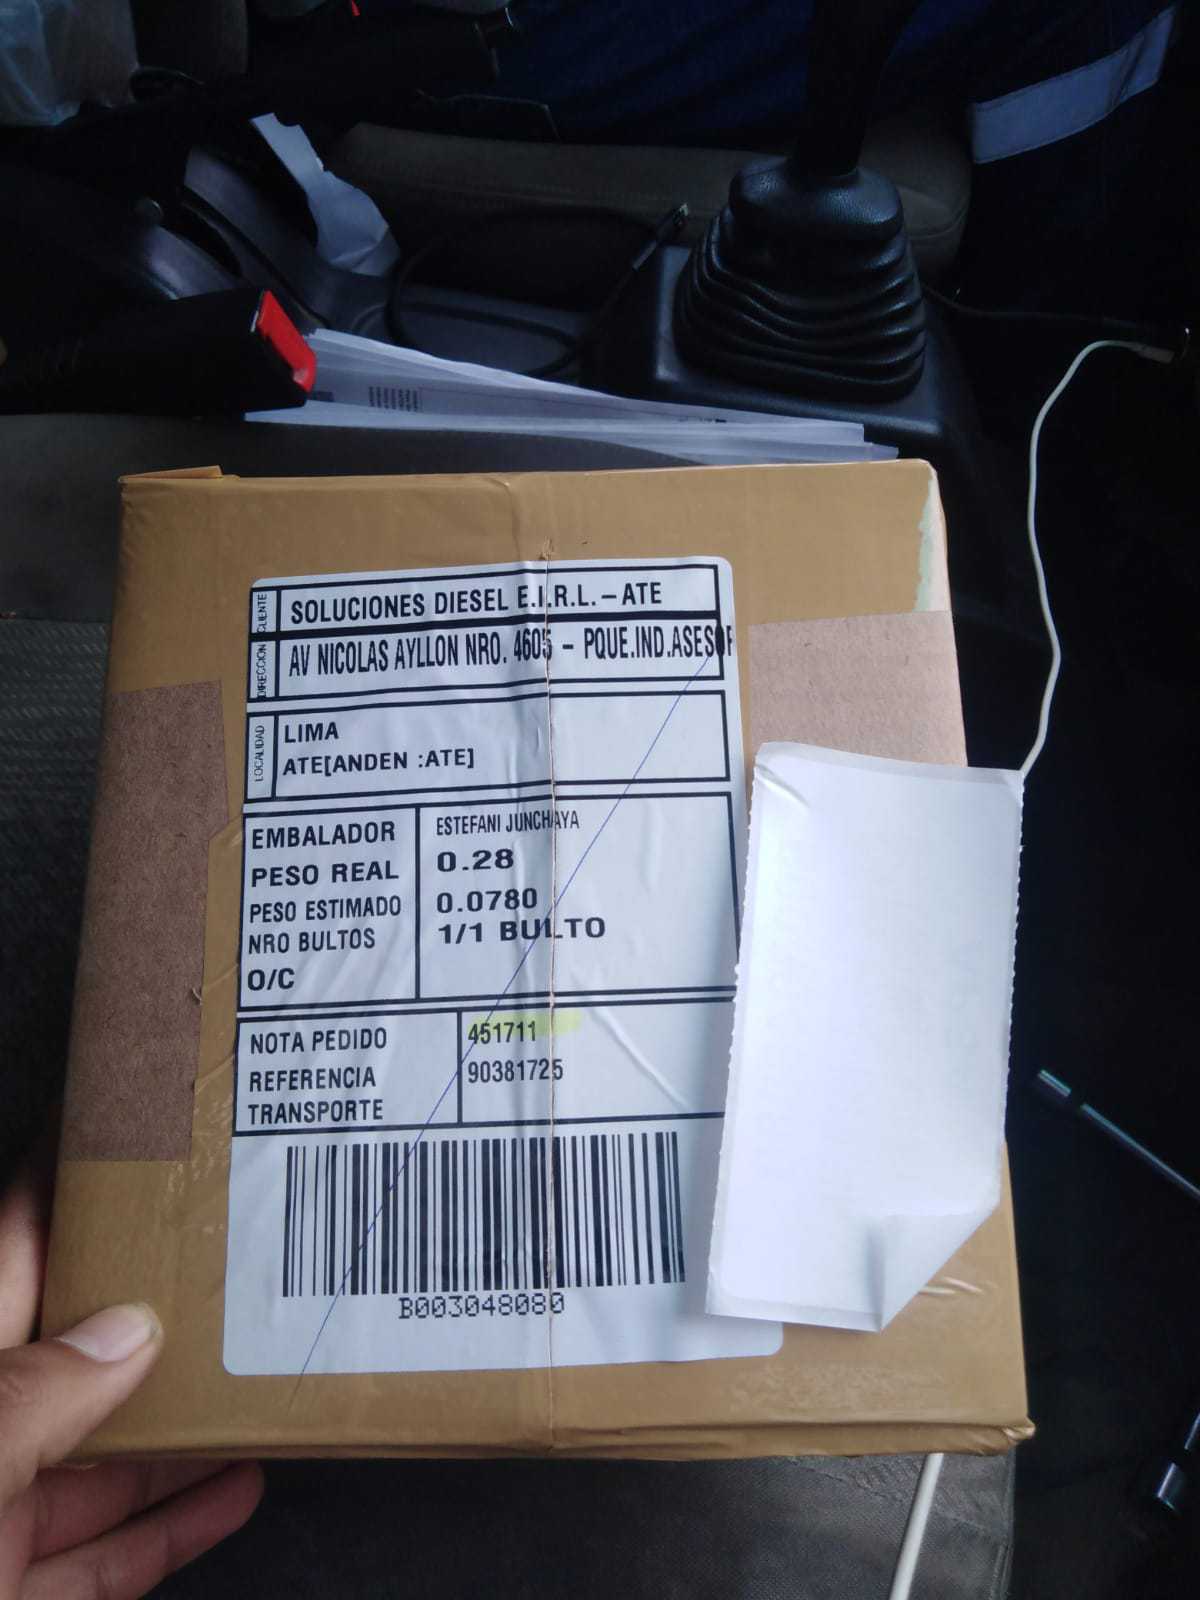 CLIENTE
SOLUCIONES DIESEL E.I.R.L. – ATE
DIRECCION
AV NICOLAS AYLLON NRO. 4605 – PQUE.IND.ASESOR
LOCALIDAD
LIMA
ATE[ANDEN :ATE]
EMBALADOR ESTEFANI JUNCHAYA
PESO REAL 0.28
PESO ESTIMADO 0.0780
NRO BULTOS 1/1 BULTO
O/C
NOTA PEDIDO 451711
REFERENCIA 90381725
TRANSPORTE
B003048080